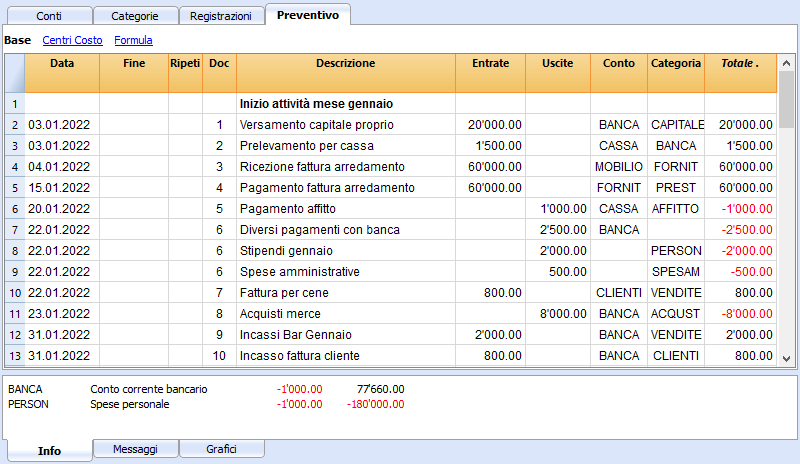 Conti Categorie Registrazioni Preventivo
Base Centri Costo Formula
Data Fine Ripeti Doc Descrizione Entrate Uscite Conto Categoria Totale .
1 Inizio attività mese gennaio
2 03.01.2022 1 Versamento capitale proprio 20'000.00 BANCA CAPITALE 20'000.00
3 03.01.2022 2 Prelevamento per cassa 1'500.00 CASSA BANCA 1'500.00
4 04.01.2022 3 Ricezione fattura arredamento 60'000.00 MOBILIO FORNIT 60'000.00
5 15.01.2022 4 Pagamento fattura arredamento 60'000.00 FORNIT PREST 60'000.00
6 20.01.2022 5 Pagamento affitto 1'000.00 CASSA AFFITTO -1'000.00
7 22.01.2022 6 Diversi pagamenti con banca 2'500.00 BANCA -2'500.00
8 22.01.2022 6 Stipendi gennaio 2'000.00 PERSON -2'000.00
9 22.01.2022 6 Spese amministrative 500.00 SPESAM -500.00
10 22.01.2022 7 Fattura per cene 800.00 CLIENTI VENDITE 800.00
11 23.01.2022 8 Acquisti merce 8'000.00 BANCA ACQUST -8'000.00
12 31.01.2022 9 Incassi Bar Gennaio 2'000.00 BANCA VENDITE 2'000.00
13 31.01.2022 10 Incasso fattura cliente 800.00 BANCA CLIENTI 800.00
BANCA Conto corrente bancario -1'000.00 77'660.00
PERSON Spese personale -1'000.00 -180'000.00
Info Messaggi Grafici